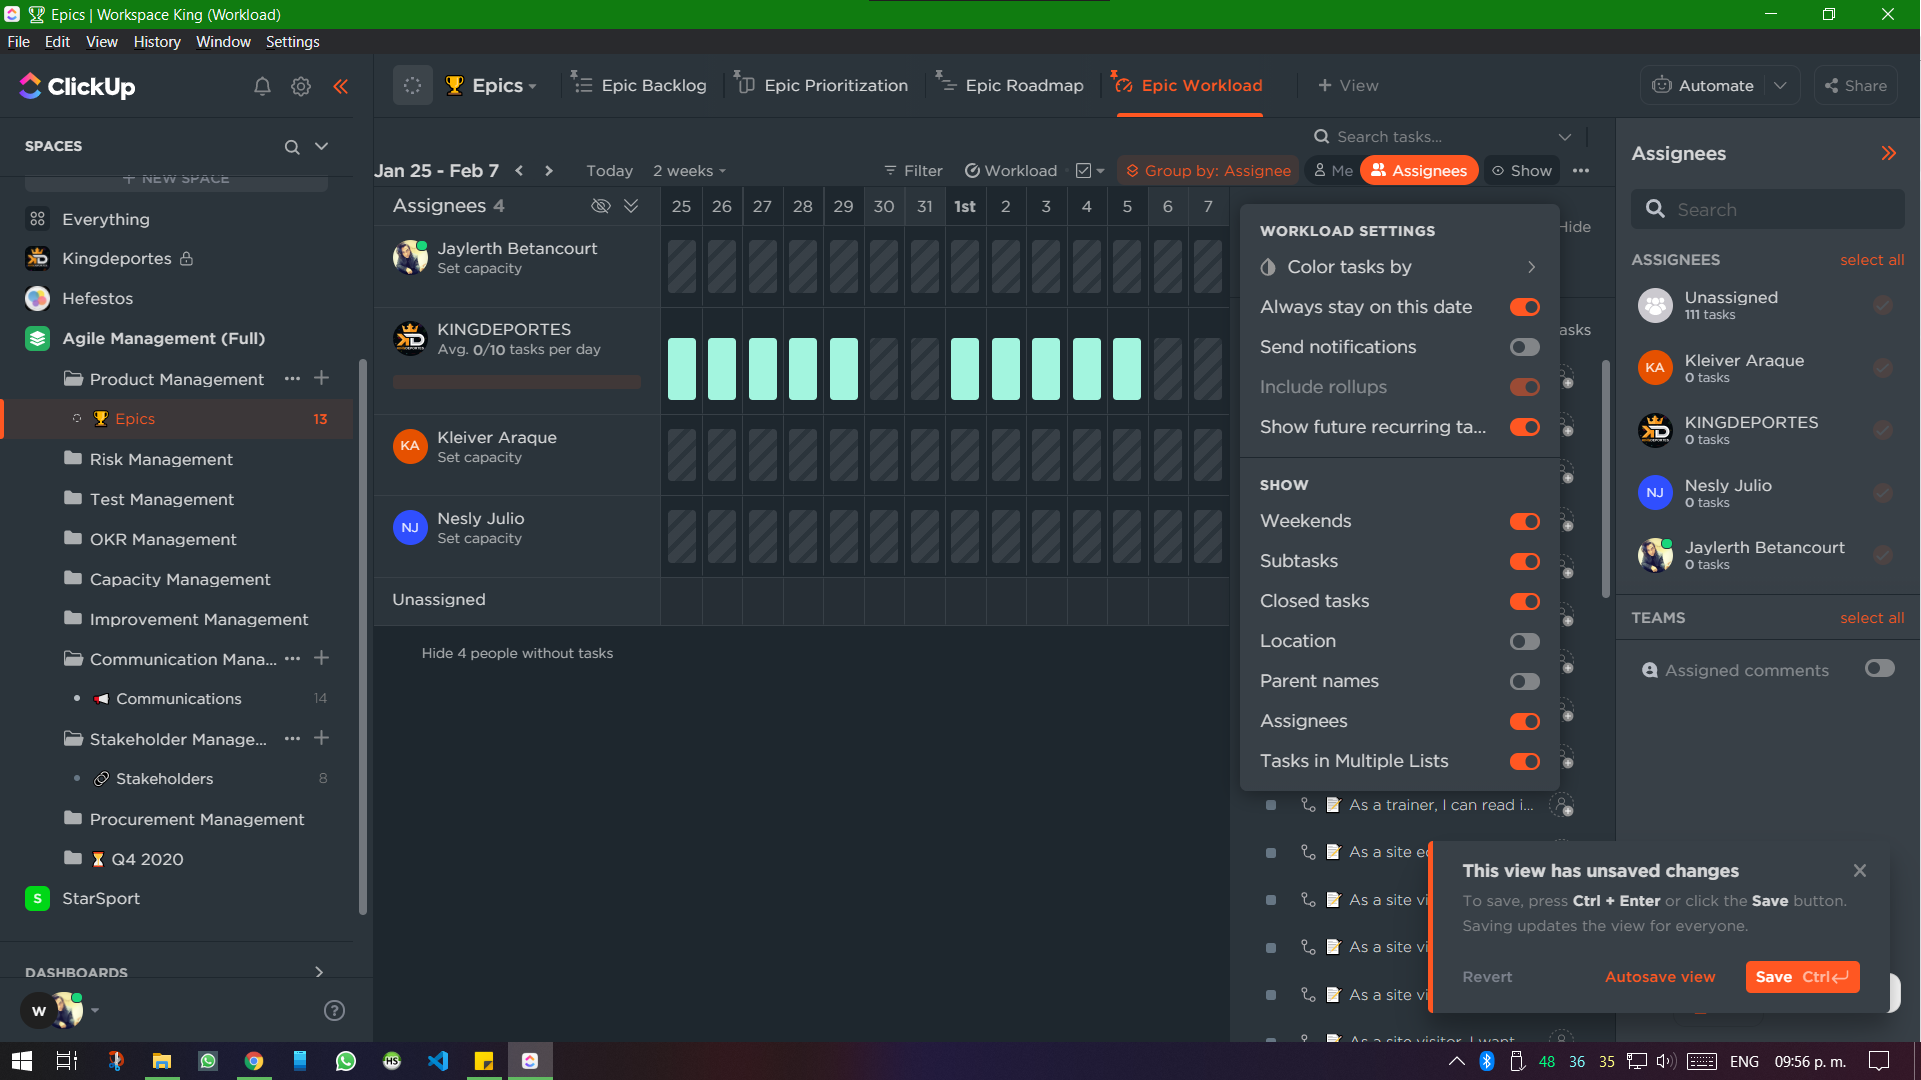 Epics | Workspace King (Workload)
File Edit View History Window Settings
ClickUp
SPACES
NEW SPACE
Everything
Kingdeportes
Hefestos
Agile Management (Full)
Product Management
Epics 13
Risk Management
Test Management
OKR Management
Capacity Management
Improvement Management
Communication Mana...
Communications 14
Stakeholder Manage...
Stakeholders 8
Procurement Management
Q4 2020
S StarSport
DASHBOARDS
W
Epics
Epic Backlog
Epic Prioritization
Epic Roadmap
Epic Workload
+ View
Automate
Share
Search tasks...
Jan 25 - Feb 7
Today
2 weeks
Filter
Workload
Group by: Assignee
Me
Assignees
Show
Assignees 4
25 26 27 28 29 30 31 1st 2 3 4 5 6 7
Jaylerth Betancourt
Set capacity
KINGDEPORTES
Avg. 0/10 tasks per day
KA Kleiver Araque
Set capacity
NJ Nesly Julio
Set capacity
Unassigned
Hide 4 people without tasks
WORKLOAD SETTINGS
Color tasks by
Always stay on this date
Send notifications
Include rollups
Show future recurring ta...
SHOW
Weekends
Subtasks
Closed tasks
Location
Parent names
Assignees
Tasks in Multiple Lists
As a trainer, I can read i...
As a site
As a site
As a site
As a site
As a site visitor, I want
Assignees
Search
ASSIGNEES select all
Unassigned
111 tasks
KA Kleiver Araque
0 tasks
KINGDEPORTES
0 tasks
NJ Nesly Julio
0 tasks
Jaylerth Betancourt
0 tasks
TEAMS select all
Assigned comments
This view has unsaved changes
To save, press Ctrl + Enter or click the Save button.
Saving updates the view for everyone.
Revert Autosave view Save Ctrl
HS
48 36 35 ENG 09:56 p. m.